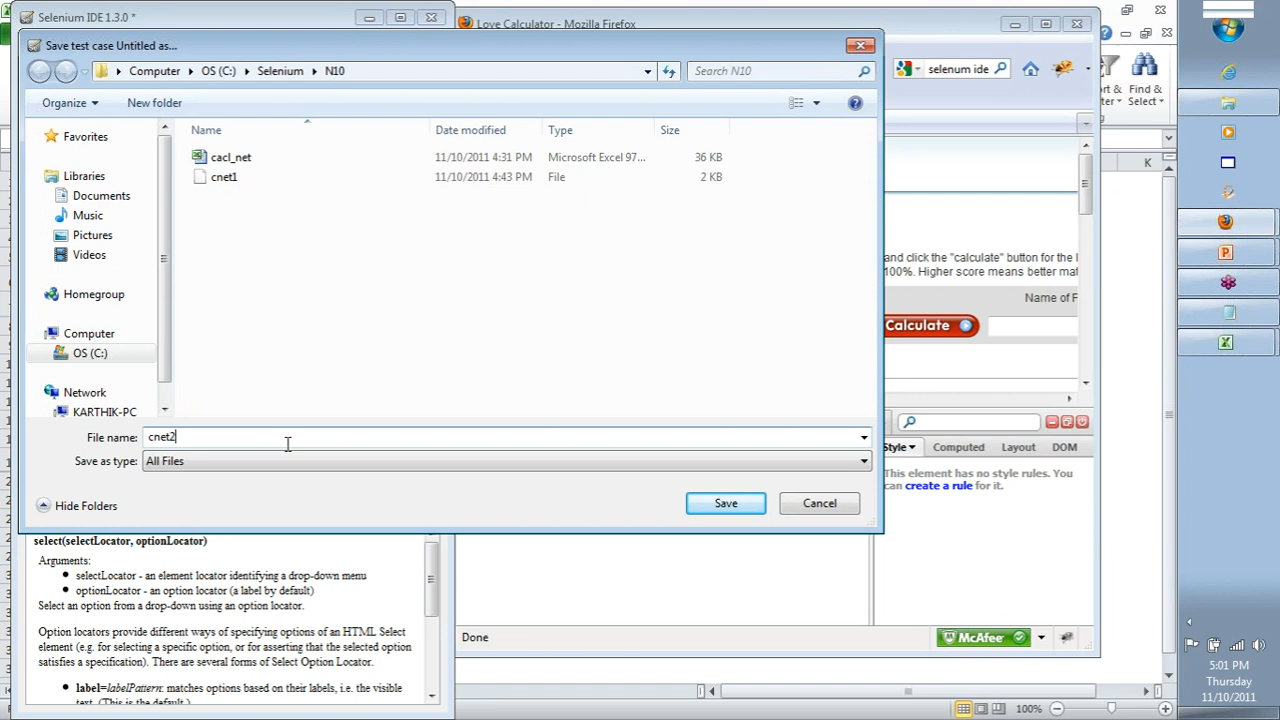 Selenium IDE 1.3.0 *
Love Calculator - Mozilla Firefox
Save test case Untitled as...
Computer OS (C:) Selenium N10
Search N10
selenum ide
Organize
New folder
Find &
Select
Favorites
Libraries
Documents
Music
Pictures
Videos
Homegroup
Computer
OS (C:)
Network
KARTHIK-PC
Name Date modified Type Size
cacl_net 11/10/2011 4:31 PM Microsoft Excel 97... 36 KB
cnet1 11/10/2011 4:43 PM File 2 KB
K
and click the "calculate" button for the l
100%. Higher score means better mat
Name of F
Calculate
File name: cnet2
Save as type: All Files
Hide Folders
Save
Cancel
Style Computed Layout DOM
This element has no style rules. You
can create a rule for it.
select(selectLocator, optionLocator)
Arguments:
selectLocator - an element locator identifying a drop-down menu
optionLocator - an option locator (a label by default)
Select an option from a drop-down using an option locator.
Option locators provide different ways of specifying options of an HTML Select
element (e.g. for selecting a specific option, or for asserting that the selected option
satisfies a specification). There are several forms of Select Option Locator.
label=labelPattern: matches options based on their labels, i.e. the visible
text. (This is the default.)
Done
McAfee
100%
5:01 PM
Thursday
11/10/2011